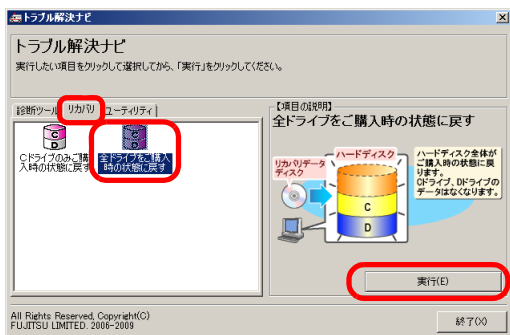 トラブル解決ナビ
トラブル解決ナビ
実行したい項目をクリックして選択してから、「実行」をクリックしてください。
診断ツール リカバリ ユーティリティ
Cドライブのみご購
入時の状態に戻す
全ドライブをご購入
時の状態に戻す
【項目の説明】
全ドライブをご購入時の状態に戻す
リカバリデータ
ディスク
ハードディスク
C
D
ハードディスク全体が
ご購入時の状態に戻
ります。
Cドライブ、Dドライブの
データはなくなります。
実行(E)
All Rights Reserved, Copyright(C)
FUJITSU LIMITED. 2006-2009
終了(X)